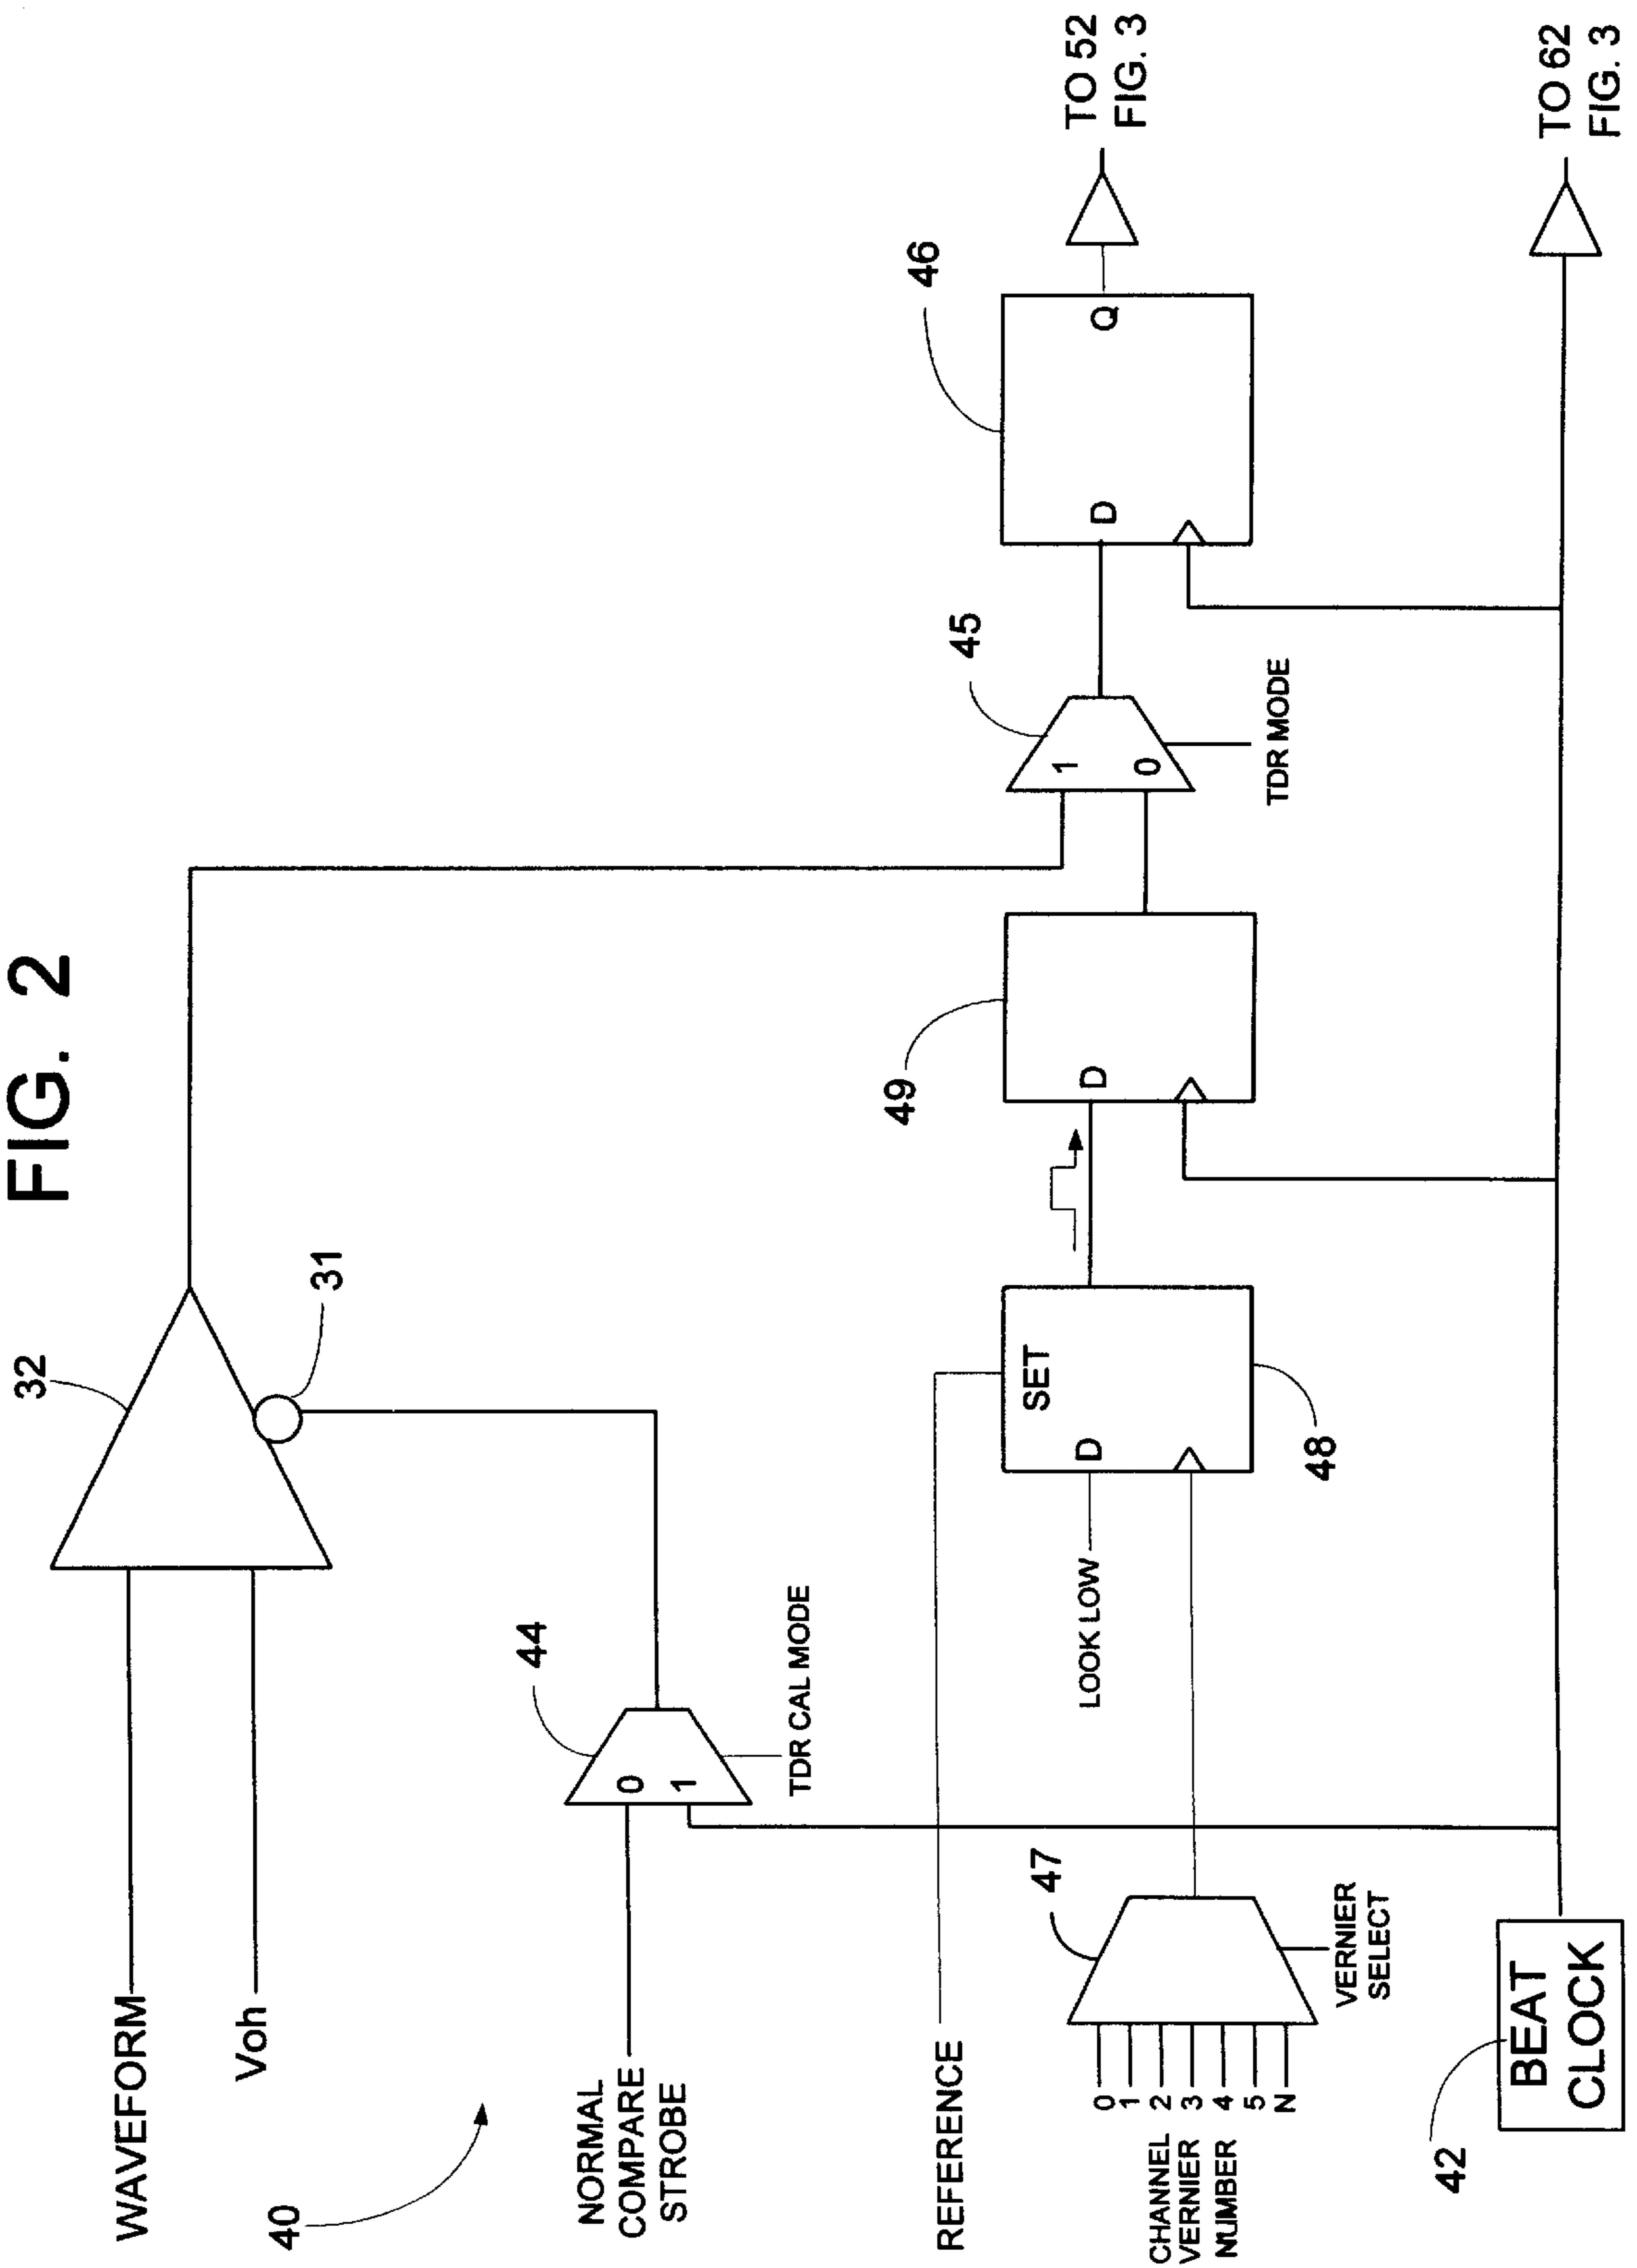 FIG. 2
WAVEFORM
Voh
32
31
40
NORMAL
COMPARE
STROBE
44
0
1
TDR CAL MODE
REFERENCE
LOOK LOW
D
SET
48
49
D
45
1
0
TDR MODE
46
D
Q
TO 52
FIG. 3
CHANNEL
VERNIER
NUMBER
0
1
2
3
4
5
N
47
VERNIER
SELECT
42
BEAT
CLOCK
TO 62
FIG. 3